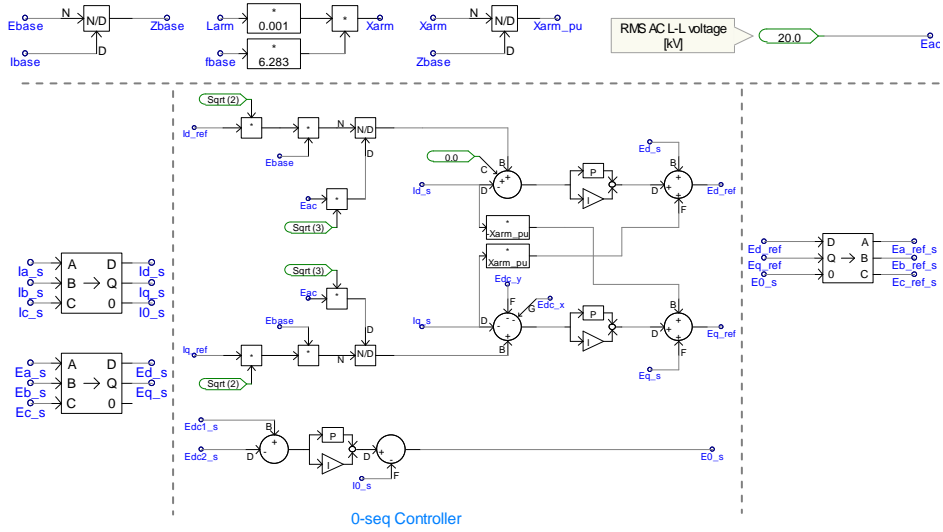 Ebase
N
N/D
Zbase
Ibase
D
Larm
*
0.001
*
Xarm
fbase
*
6.283
Xarm
N
N/D
Xarm_pu
Zbase
D
RMS AC L-L voltage
[kV]
20.0
Eac
Sqrt (2)
Id_ref
*
*
N
N/D
Ebase
D
Eac
*
Sqrt (3)
0.0
C
B
+
+
-
Id_s
D
P
I
Ed_s
B
D
+
+
+
Ed_ref
F
*
-Xarm_pu
*
Xarm_pu
Edc_y
Edc_x
F
G
Sqrt (3)
Eac
*
Ebase
D
Iq_s
D
-
-
-
+
B
P
I
B
D
+
+
+
Eq_ref
F
Eq_s
Iq_ref
*
*
N
N/D
Sqrt (2)
Ia_s
A
D
Id_s
Ib_s
B
Q
Iq_s
Ic_s
C
0
I0_s
Ea_s
A
D
Ed_s
Eb_s
B
Q
Eq_s
Ec_s
C
0
Ed_ref
D
A
Ea_ref_s
Eq_ref
Q
B
Eb_ref_s
E0_s
0
C
Ec_ref_s
Edc1_s
B
+
-
Edc2_s
D
P
I
D
+
-
F
I0_s
E0_s
0-seq Controller